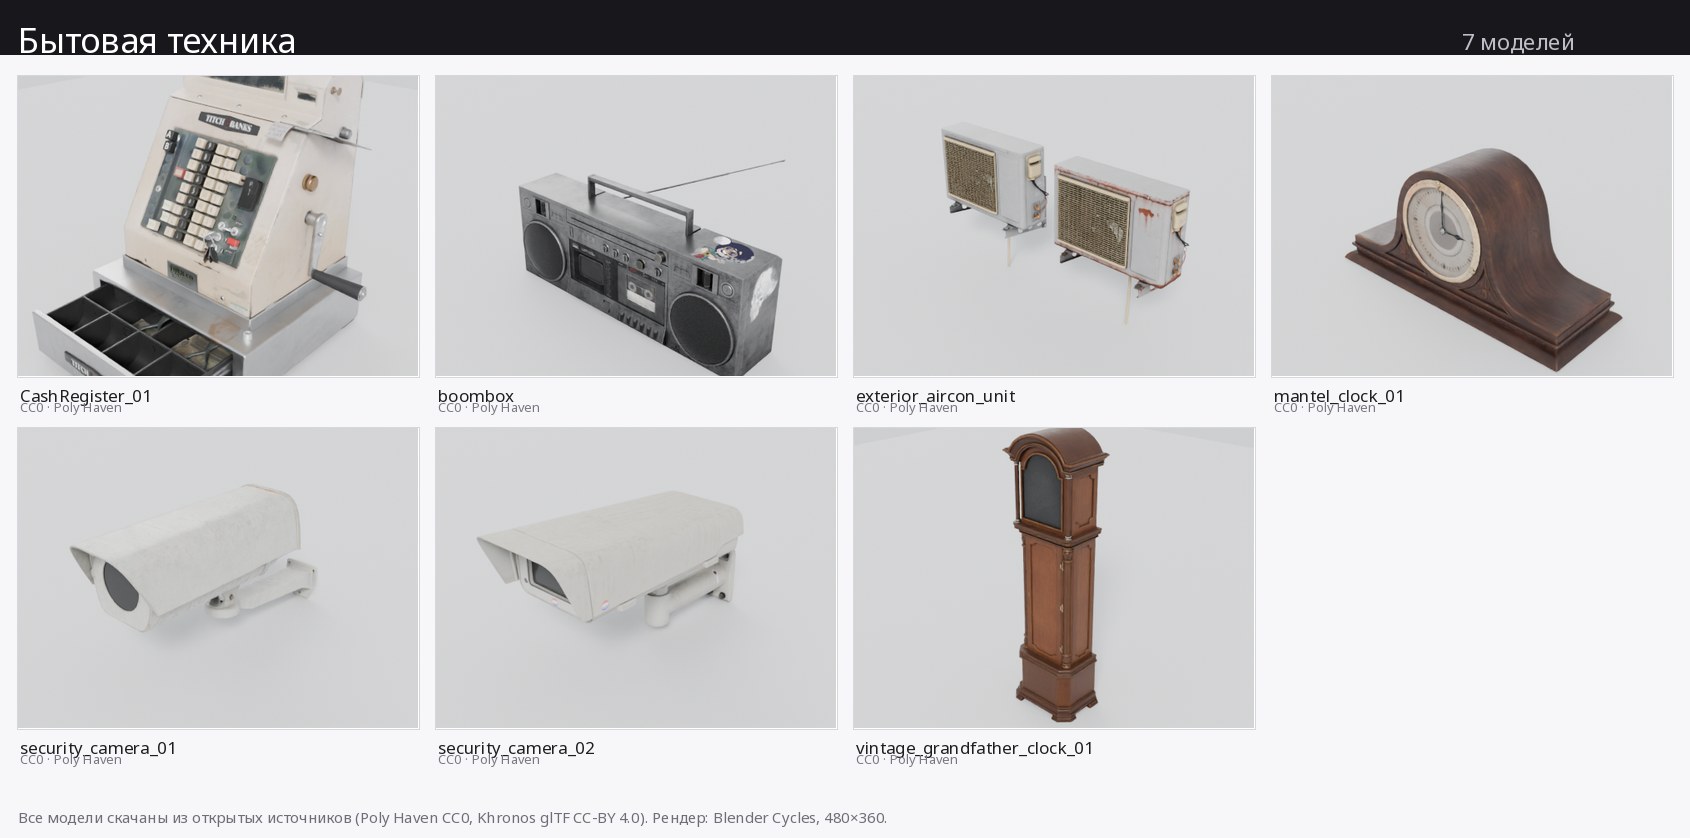 Бытовая техника
7 моделей
TITCH BANKS
TITCH
CashRegister_01
CC0 · Poly Haven
boombox
CC0 · Poly Haven
exterior_aircon_unit
CC0 · Poly Haven
mantel_clock_01
CC0 · Poly Haven
security_camera_01
CC0 · Poly Haven
security_camera_02
CC0 · Poly Haven
vintage_grandfather_clock_01
CC0 · Poly Haven
Все модели скачаны из открытых источников (Poly Haven CC0, Khronos glTF CC-BY 4.0). Рендер: Blender Cycles, 480×360.